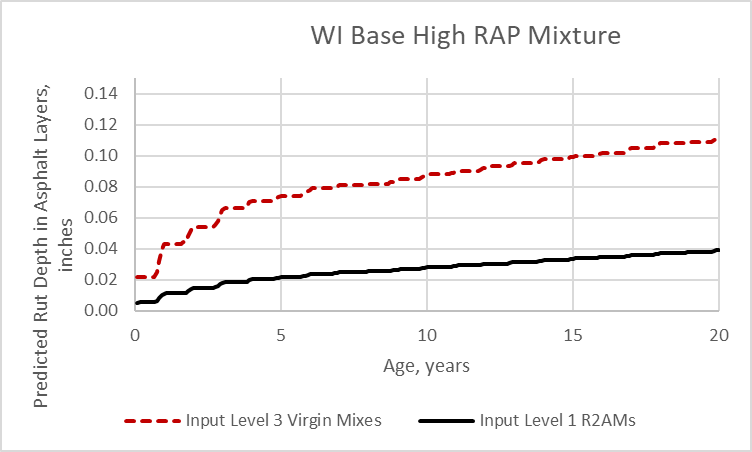 WI Base High RAP Mixture
Predicted Rut Depth in Asphalt Layers,
inches
0.14
0.12
0.10
0.08
0.06
0.04
0.02
0.00
0 5 10 15 20
Age, years
Input Level 3 Virgin Mixes Input Level 1 R2AMs